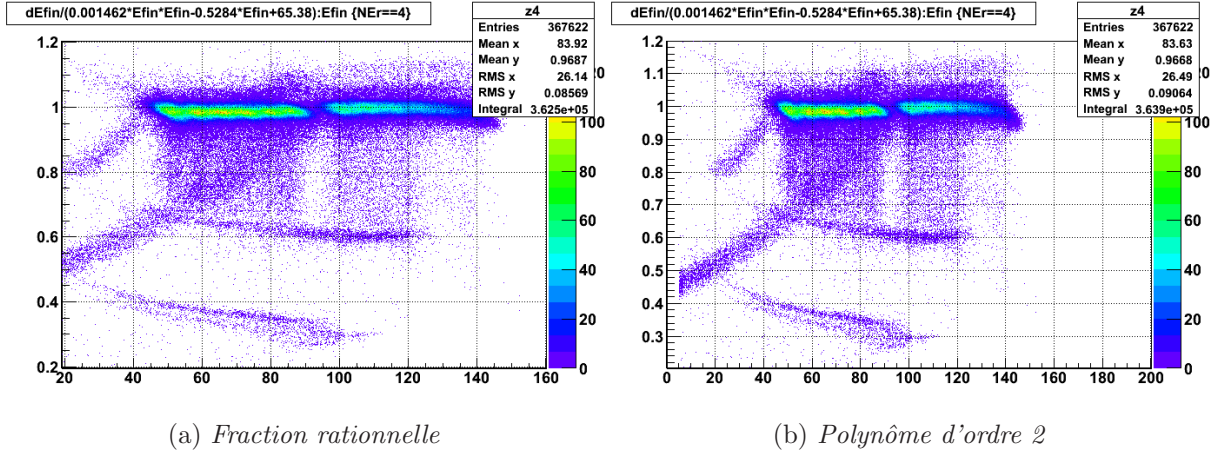 dEfin/(0.001462*Efin*Efin-0.5284*Efin+65.38):Efin {NEr==4}
z4
Entries 367622
Mean x 83.92
Mean y 0.9687
RMS x 26.14
RMS y 0.08569
Integral 3.625e+05
1.2
1
0.8
0.6
0.4
0.2
20 40 60 80 100 120 140 160
20
100
80
60
40
20
0
(a) Fraction rationnelle
dEfin/(0.001462*Efin*Efin-0.5284*Efin+65.38):Efin {NEr==4}
z4
Entries 367622
Mean x 83.63
Mean y 0.9668
RMS x 26.49
RMS y 0.09064
Integral 3.639e+05
1.2
1.1
1
0.9
0.8
0.7
0.6
0.5
0.4
0.3
0 20 40 60 80 100 120 140 160 180 200
20
100
80
60
40
20
0
(b) Polynôme d'ordre 2